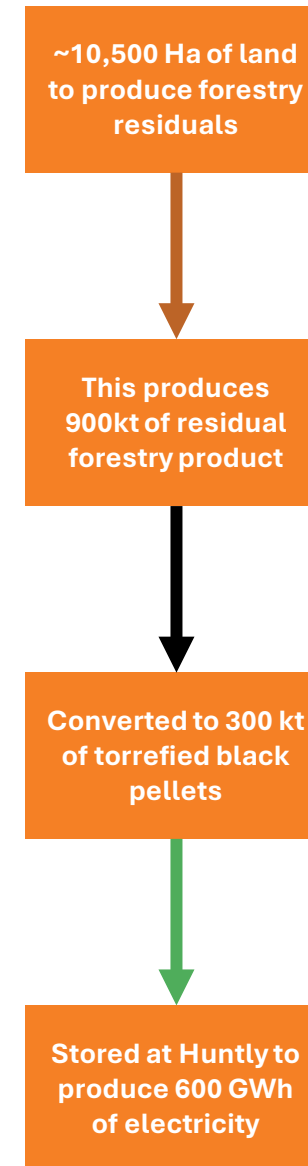 ~10,500 Ha of land
to produce forestry
residuals
This produces
900kt of residual
forestry product
Converted to 300 kt
of torrefied black
pellets
Stored at Huntly to
produce 600 GWh
of electricity